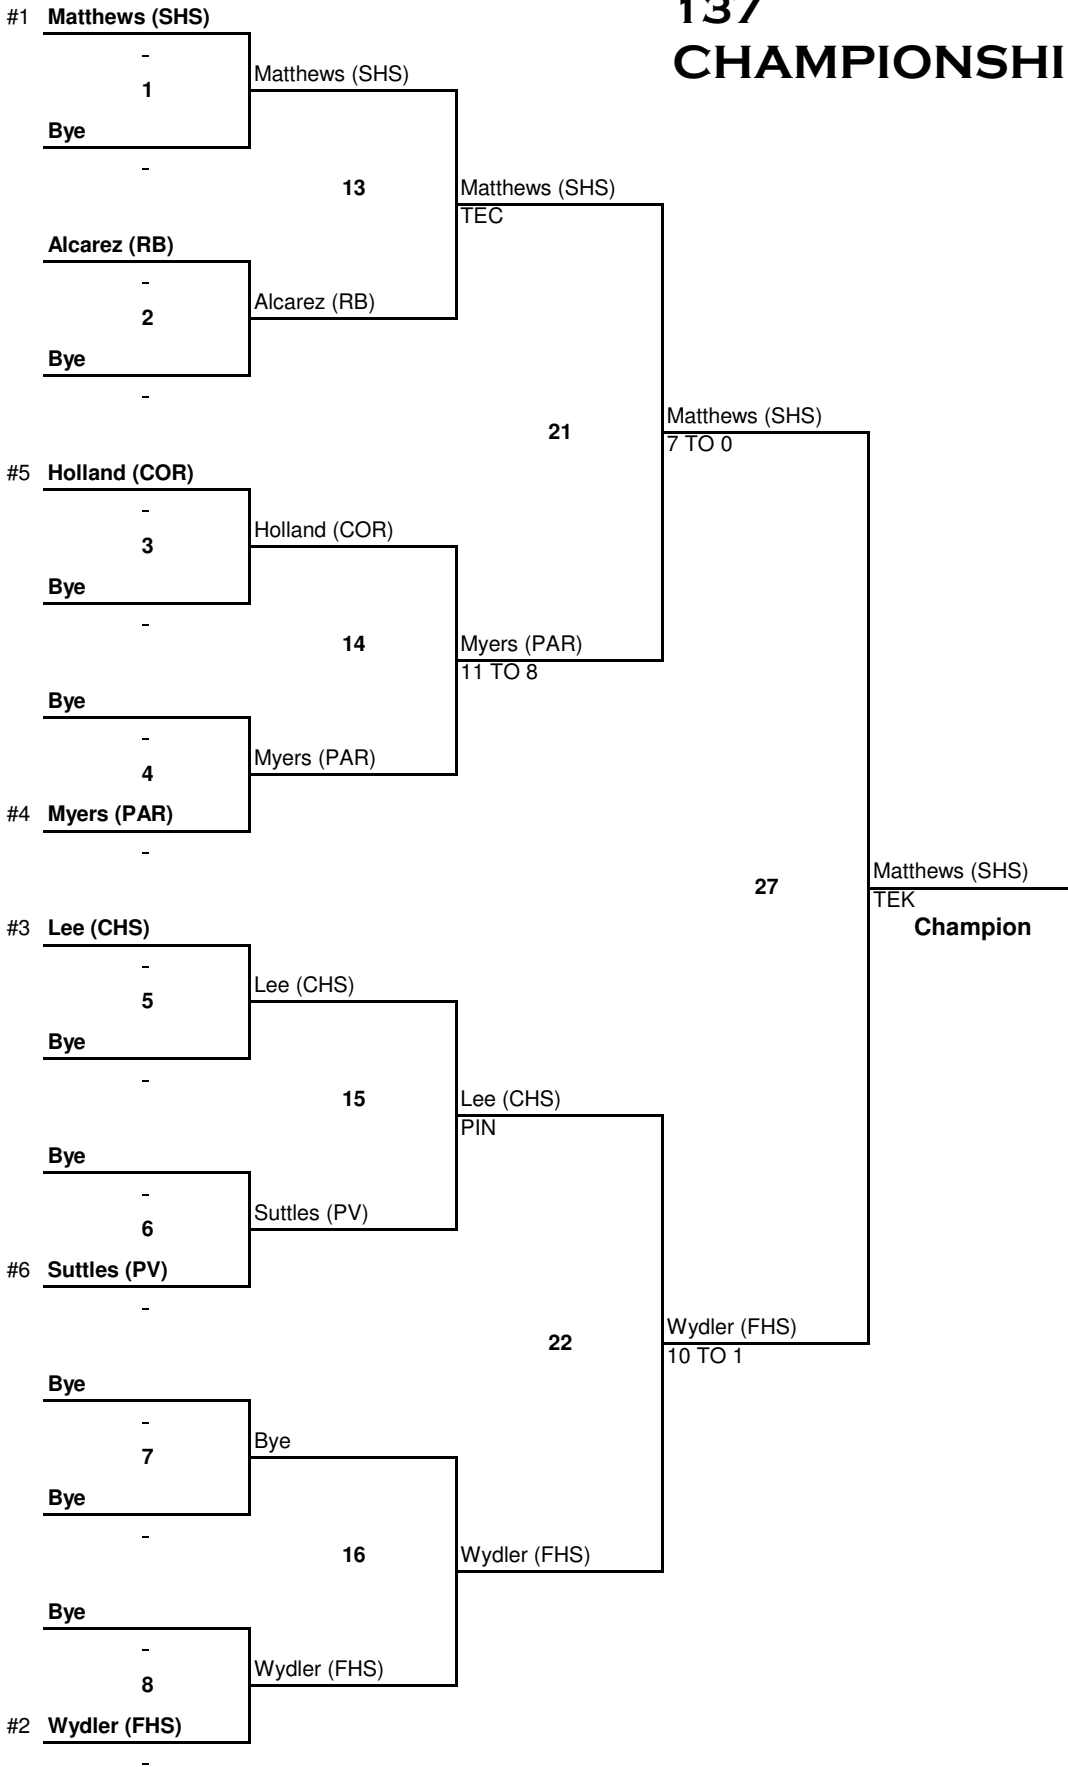 137
CHAMPIONSHI
#1 Matthews (SHS)
-
1
Matthews (SHS)
Bye
-
13
Matthews (SHS)
TEC
Alcarez (RB)
-
2
Alcarez (RB)
Bye
-
21
Matthews (SHS)
7 TO 0
#5 Holland (COR)
-
3
Holland (COR)
Bye
-
14
Myers (PAR)
11 TO 8
Bye
-
4
Myers (PAR)
#4 Myers (PAR)
-
27
Matthews (SHS)
TEK
Champion
#3 Lee (CHS)
-
5
Lee (CHS)
Bye
-
15
Lee (CHS)
PIN
Bye
-
6
Suttles (PV)
#6 Suttles (PV)
-
22
Wydler (FHS)
10 TO 1
Bye
-
7
Bye
Bye
-
16
Wydler (FHS)
Bye
-
8
Wydler (FHS)
#2 Wydler (FHS)
-